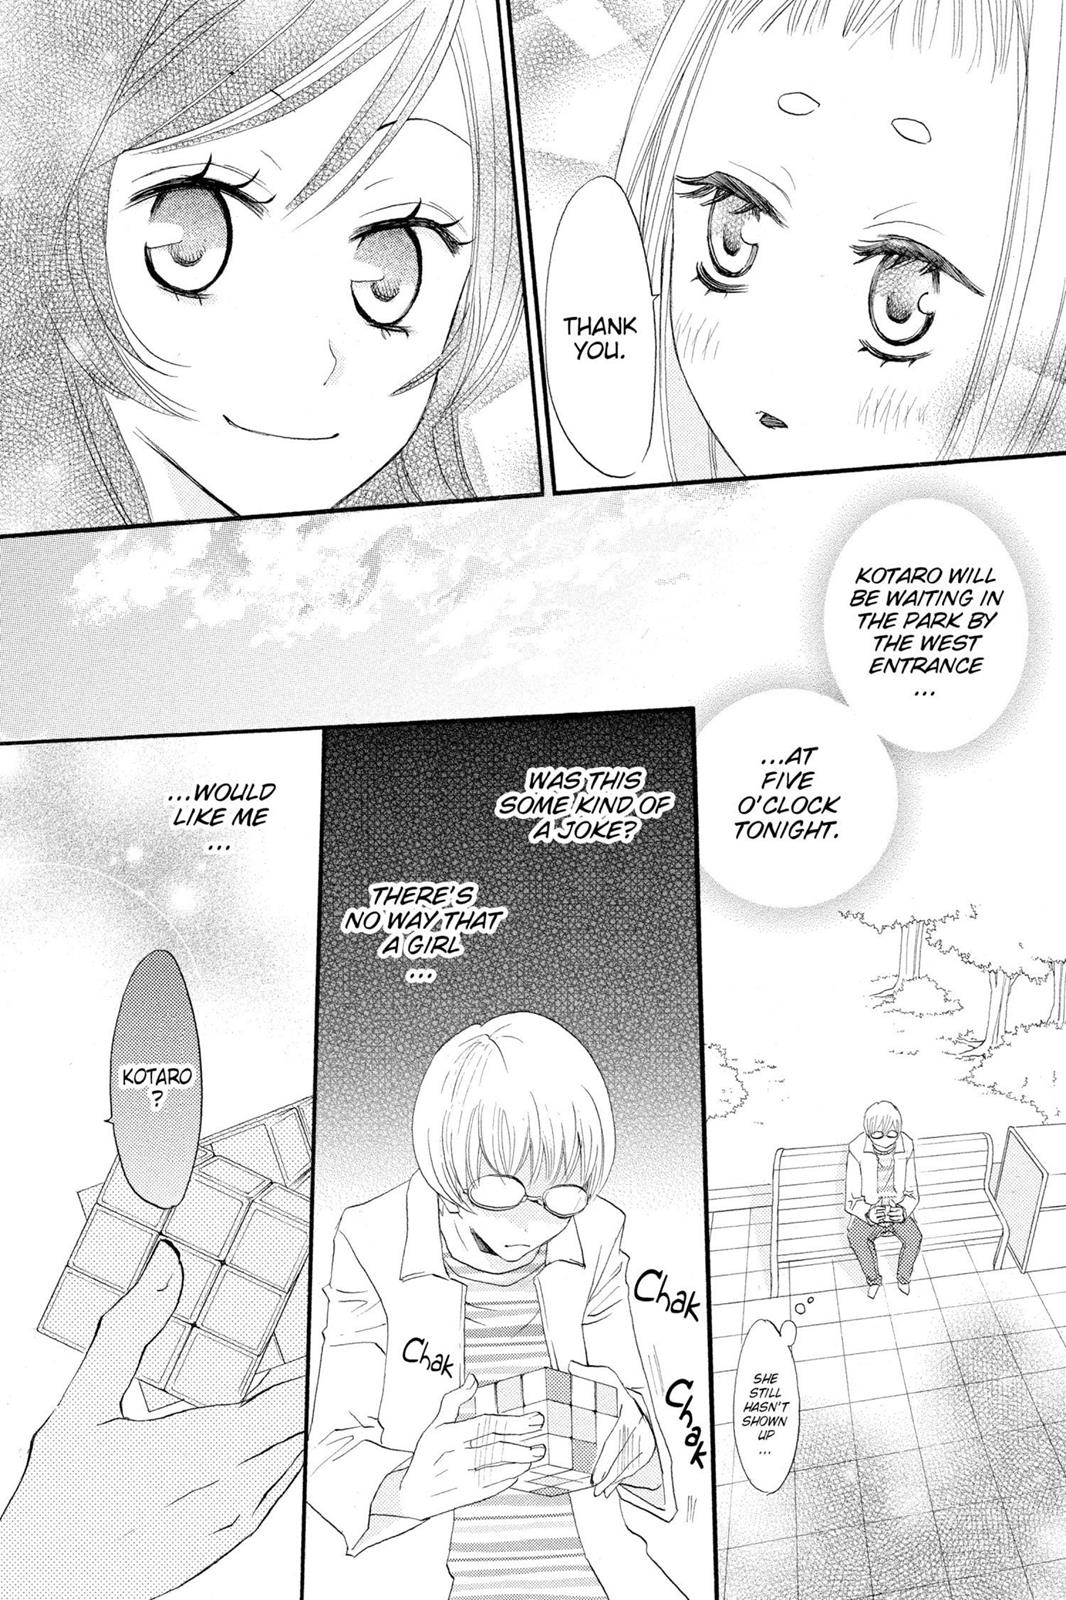 THANK
YOU.
KOTARO WILL
BE WAITING IN
THE PARK BY
THE WEST
ENTRANCE
...
...AT
FIVE
O'CLOCK
TONIGHT.
SHE
STILL
HASN'T
SHOWN
UP
...
WAS THIS
SOME KIND OF
A JOKE?
THERE'S
NO WAY THAT
A GIRL
...
Chak
Chak
Chak
...WOULD
LIKE ME
...
KOTARO
?